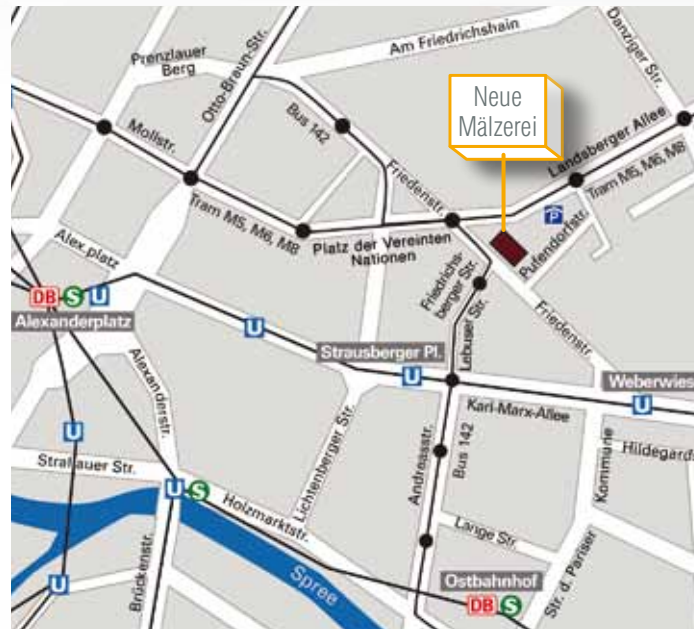 Am Friedrichshain
Danziger Str.
Prenzlauer
Berg
Otto-Braun-Str.
Neue
Mälzerei
Bus 142
Mollstr.
Landsberger Allee
Friedenstr.
Tram M5, M6, M8
Tram M5, M6, M8
P
Pufendorfstr.
Platz der Vereinten
Nationen
Alex.platz
Friedrichs-
berger Str.
Lebuser Str.
DB S U
Alexanderplatz
U
Friedenstr.
Strausberger Pl.
U
Weberwies
U
Alexanderstr.
Karl-Marx-Allee
U
Lichtenberger Str.
Andreasstr.
Bus 142
Kommune
Hildegards
Stralauer Str.
U S
Holzmarktstr.
Lange Str.
Spree
Brückenstr.
U
Ostbahnhof
DB S
Str. d. Pariser